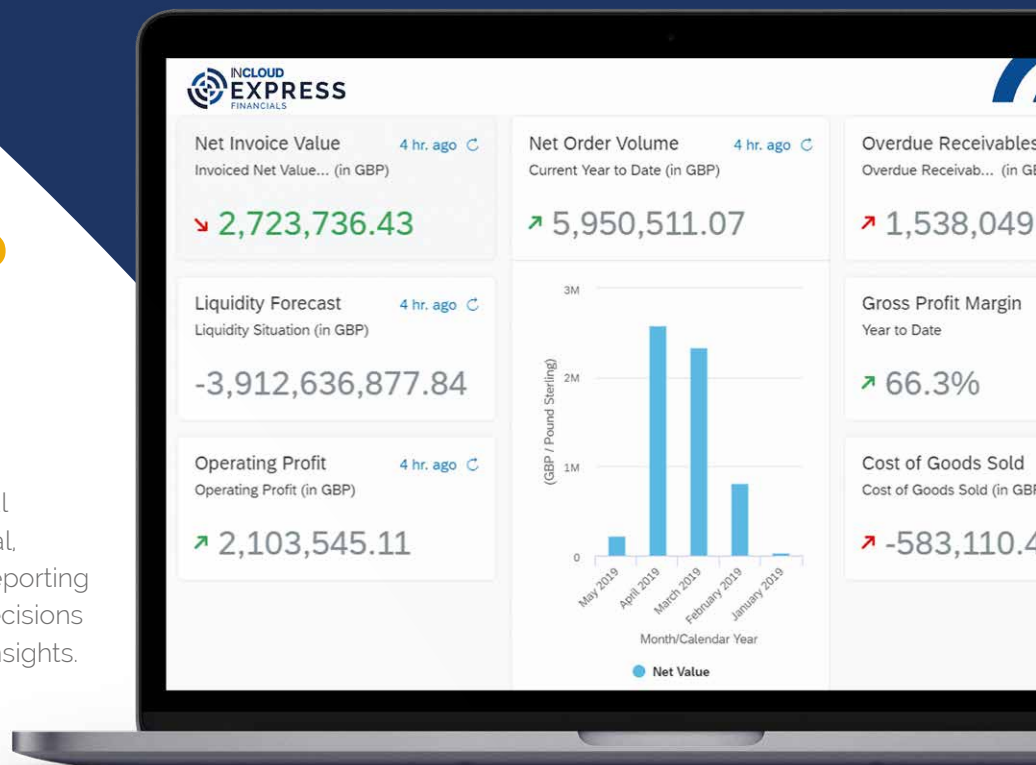 INCLOUD
EXPRESS
FINANCIALS
Net Invoice Value
4 hr. ago
Invoiced Net Value... (in GBP)
2,723,736.43
Liquidity Forecast
4 hr. ago
Liquidity Situation (in GBP)
-3,912,636,877.84
Operating Profit
4 hr. ago
Operating Profit (in GBP)
2,103,545.11
Net Order Volume
4 hr. ago
Current Year to Date (in GBP)
5,950,511.07
3M
2M
1M
0
(GBP / Pound Sterling)
May 2019
April 2019
March 2019
February 2019
January 2019
Month/Calendar Year
Net Value
Overdue Receivables
Overdue Receivab... (in GB
1,538,049
Gross Profit Margin
Year to Date
66.3%
Cost of Goods Sold
Cost of Goods Sold (in GBP
-583,110.4
eporting
cisions
sights.